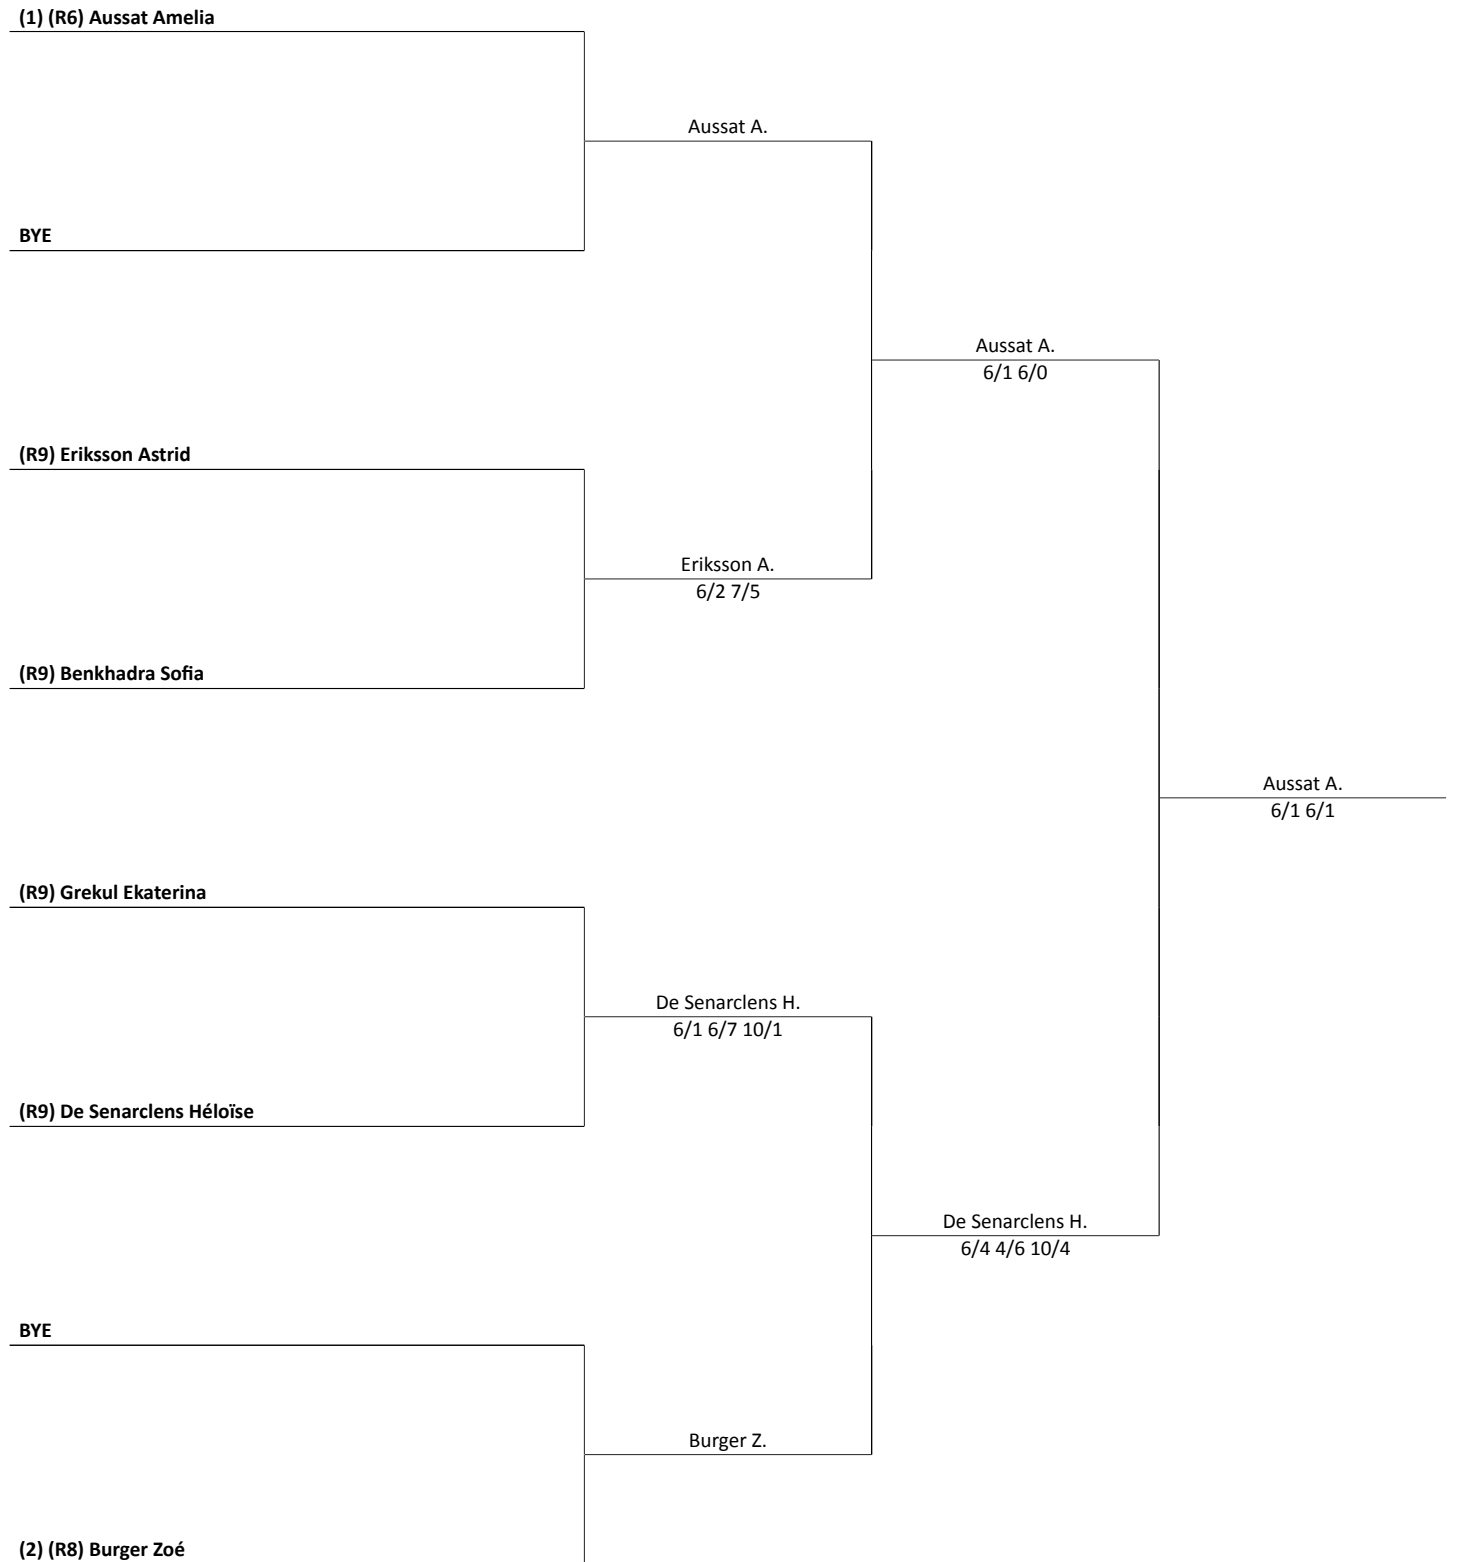 (1) (R6) Aussat Amelia
Aussat A.
BYE
Aussat A.
6/1 6/0
(R9) Eriksson Astrid
Eriksson A.
6/2 7/5
(R9) Benkhadra Sofia
Aussat A.
6/1 6/1
(R9) Grekul Ekaterina
De Senarclens H.
6/1 6/7 10/1
(R9) De Senarclens Héloïse
De Senarclens H.
6/4 4/6 10/4
BYE
Burger Z.
(2) (R8) Burger Zoé